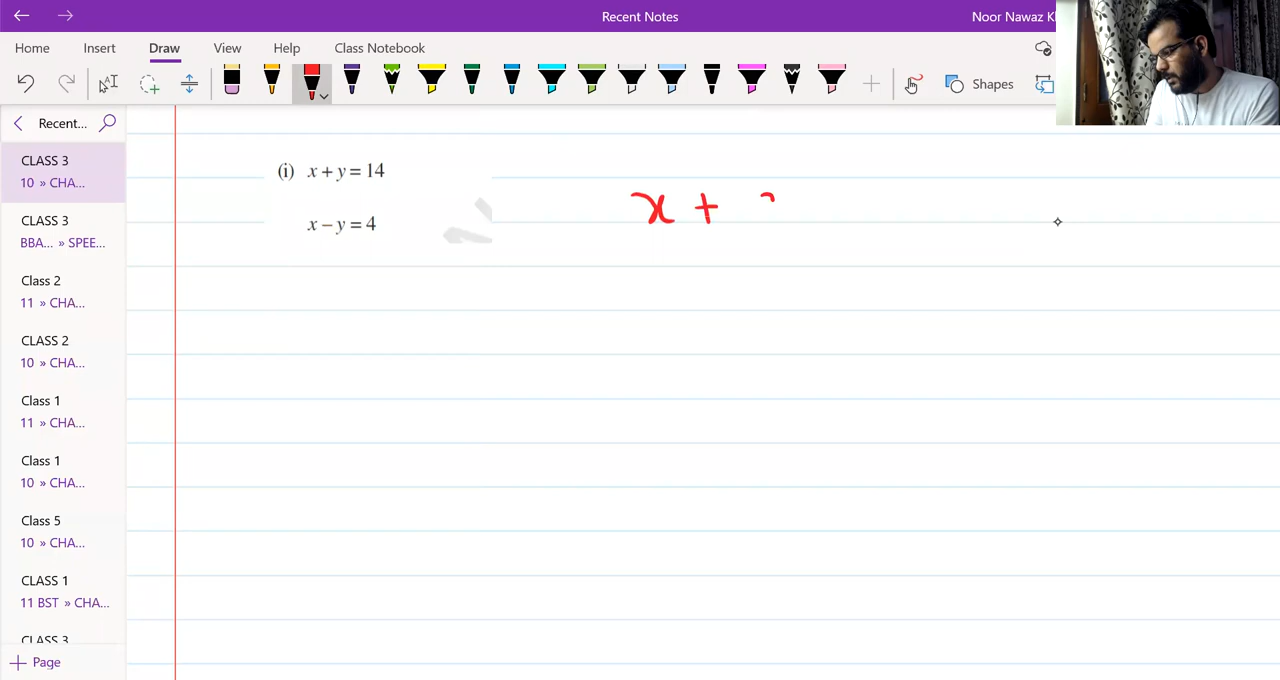 Recent Notes
Noor Nawaz
Home Insert Draw View Help Class Notebook
Shapes
Recent...
CLASS 3
10 » CHA...
CLASS 3
BBA... » SPEE...
Class 2
11 » CHA...
CLASS 2
10 » CHA...
Class 1
11 » CHA...
Class 1
10 » CHA...
Class 5
10 » CHA...
CLASS 1
11 BST » CHA...
CLASS 3
Page
(i) x + y = 14
x − y = 4
x +